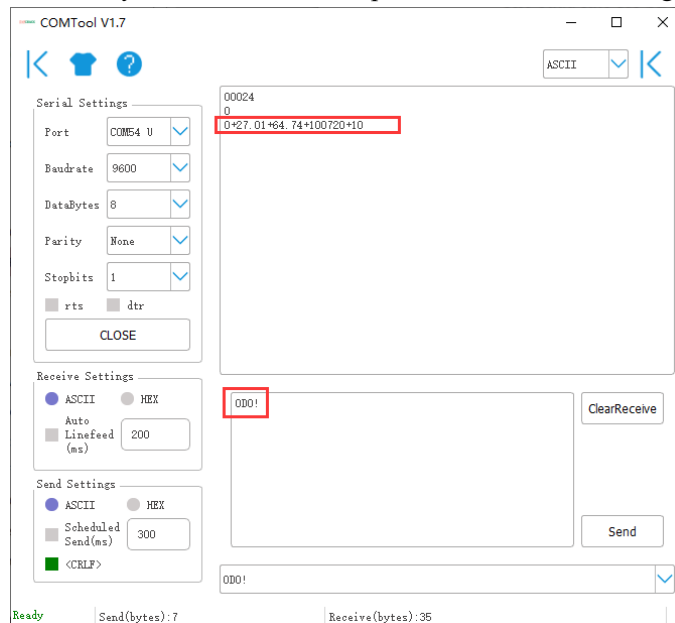 COMTool V1.7
ASCII
Serial Settings
Port COM54 U
Baudrate 9600
DataBytes 8
Parity None
Stopbits 1
rts dtr
CLOSE
00024
0
0+27.01+64.74+100720+10
Receive Settings
ASCII HEX
Auto
Linefeed
(ms)
200
0D0!
ClearReceive
Send Settings
ASCII HEX
Scheduled
Send(ms)
300
<CRLF>
Send
0D0!
Ready Send(bytes):7 Receive(bytes):35